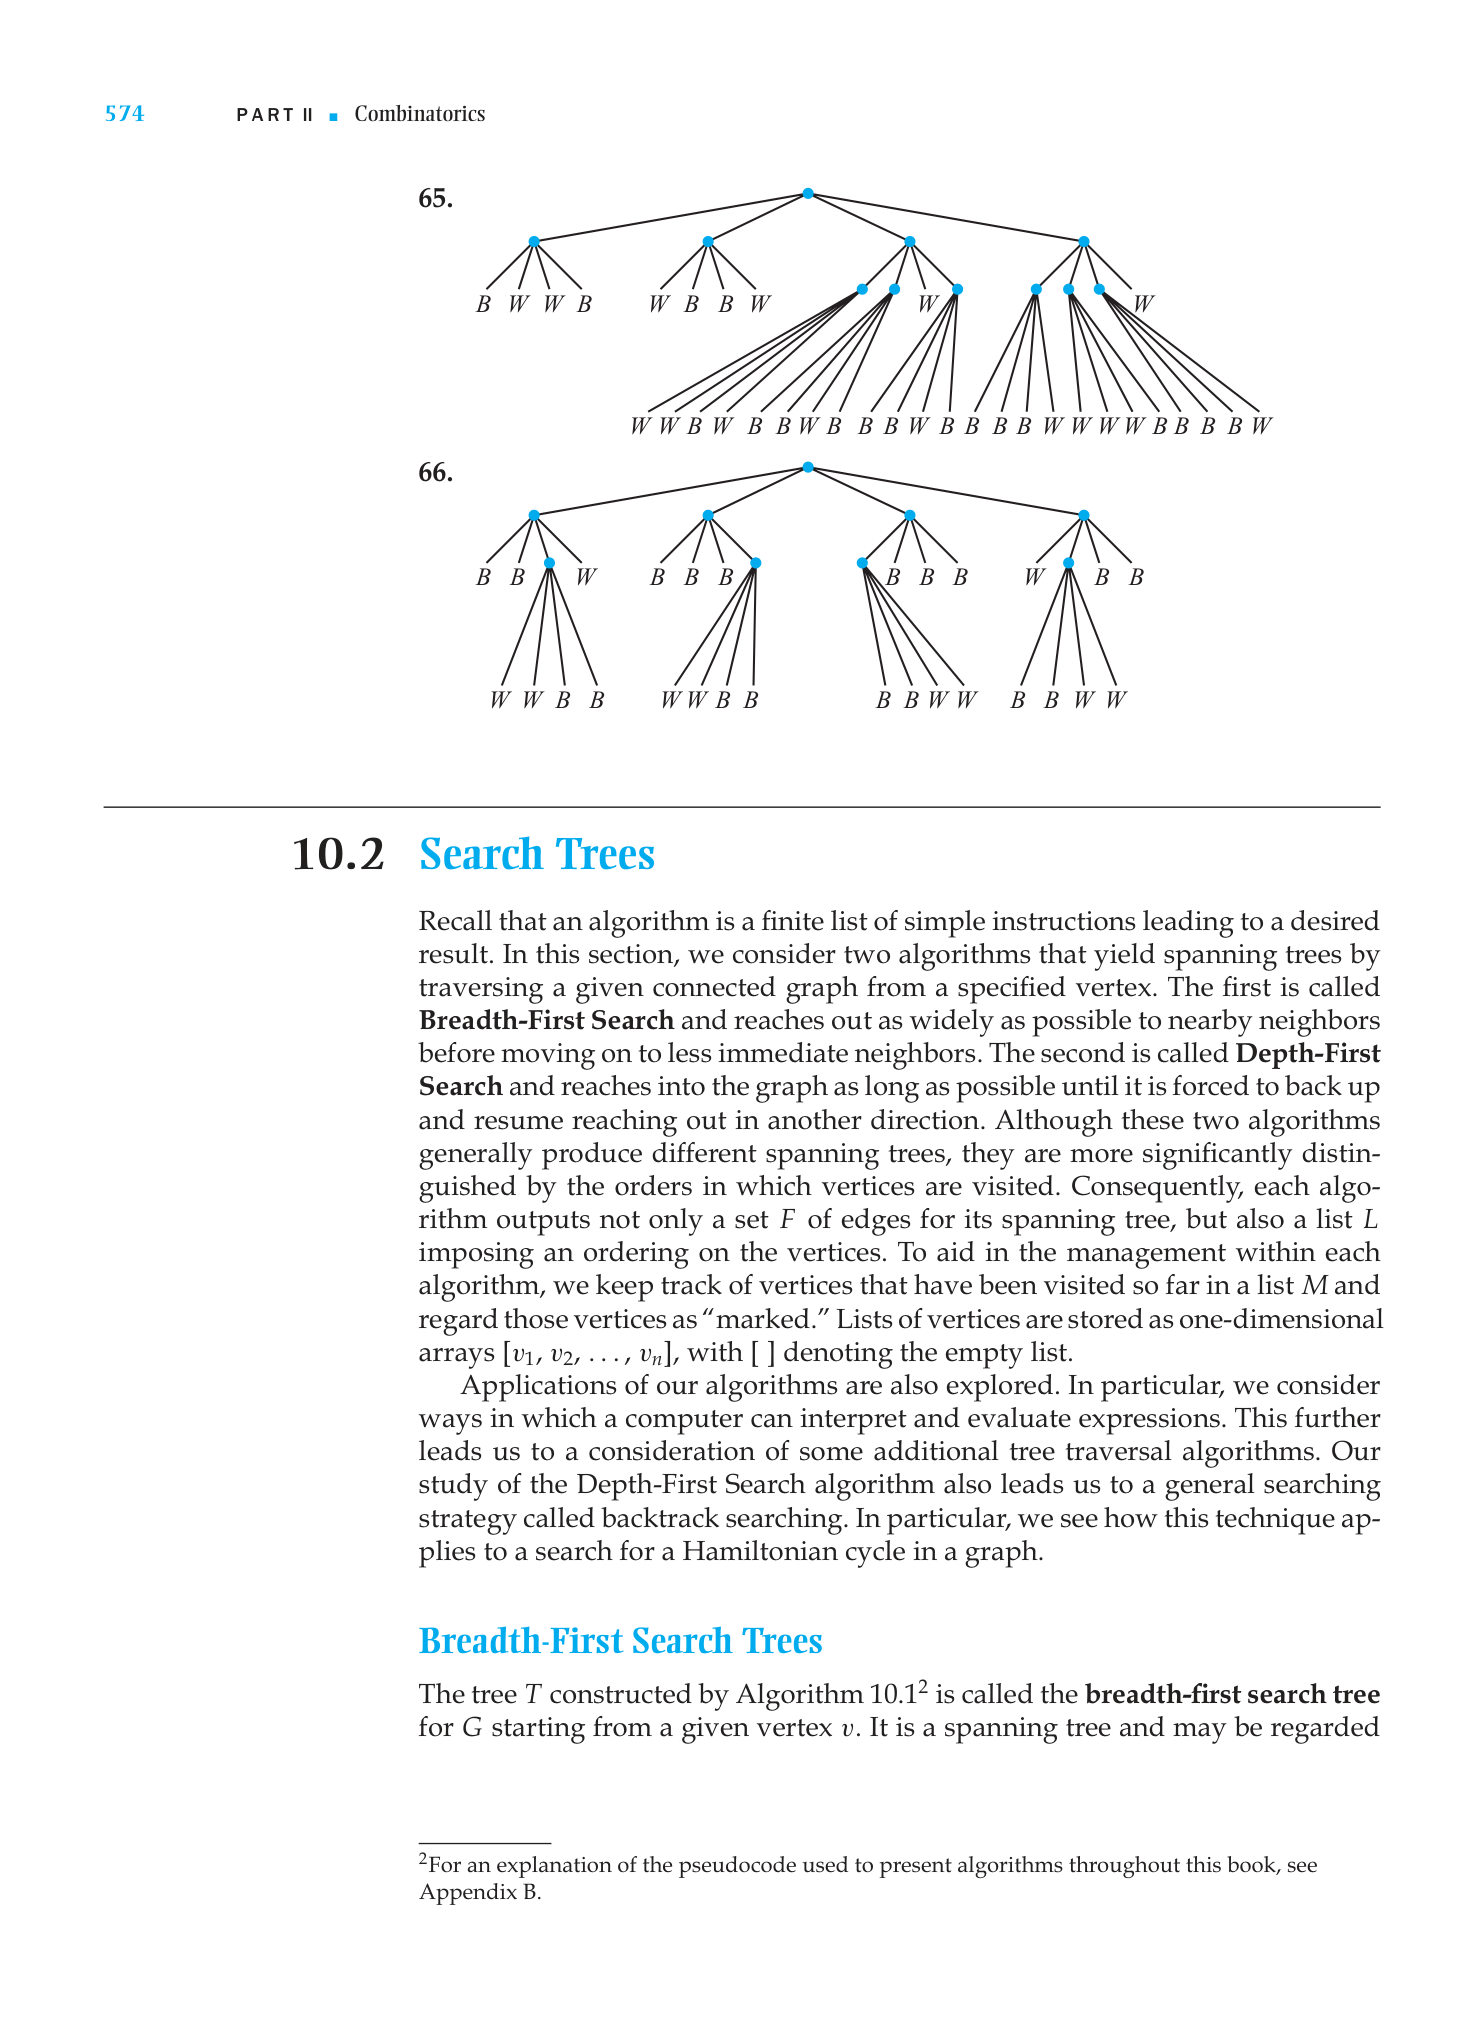 574 PART II ■ Combinatorics
65.
B W W B W B B W W W
W W B W B B W B B B W B B B B W W W W B B B B W
66.
B B W B B B B B B W B B
W W B B W W B B B B W W B B W W
10.2 Search Trees
Recall that an algorithm is a finite list of simple instructions leading to a desired
result. In this section, we consider two algorithms that yield spanning trees by
traversing a given connected graph from a specified vertex. The first is called
Breadth-First Search and reaches out as widely as possible to nearby neighbors
before moving on to less immediate neighbors. The second is called Depth-First
Search and reaches into the graph as long as possible until it is forced to back up
and resume reaching out in another direction. Although these two algorithms
generally produce different spanning trees, they are more significantly distin-
guished by the orders in which vertices are visited. Consequently, each algo-
rithm outputs not only a set F of edges for its spanning tree, but also a list L
imposing an ordering on the vertices. To aid in the management within each
algorithm, we keep track of vertices that have been visited so far in a list M and
regard those vertices as “marked.” Lists of vertices are stored as one-dimensional
arrays [v₁, v₂, . . . , vₙ], with [ ] denoting the empty list.
Applications of our algorithms are also explored. In particular, we consider
ways in which a computer can interpret and evaluate expressions. This further
leads us to a consideration of some additional tree traversal algorithms. Our
study of the Depth-First Search algorithm also leads us to a general searching
strategy called backtrack searching. In particular, we see how this technique ap-
plies to a search for a Hamiltonian cycle in a graph.
Breadth-First Search Trees
The tree T constructed by Algorithm 10.1² is called the breadth-first search tree
for G starting from a given vertex v. It is a spanning tree and may be regarded
²For an explanation of the pseudocode used to present algorithms throughout this book, see
Appendix B.